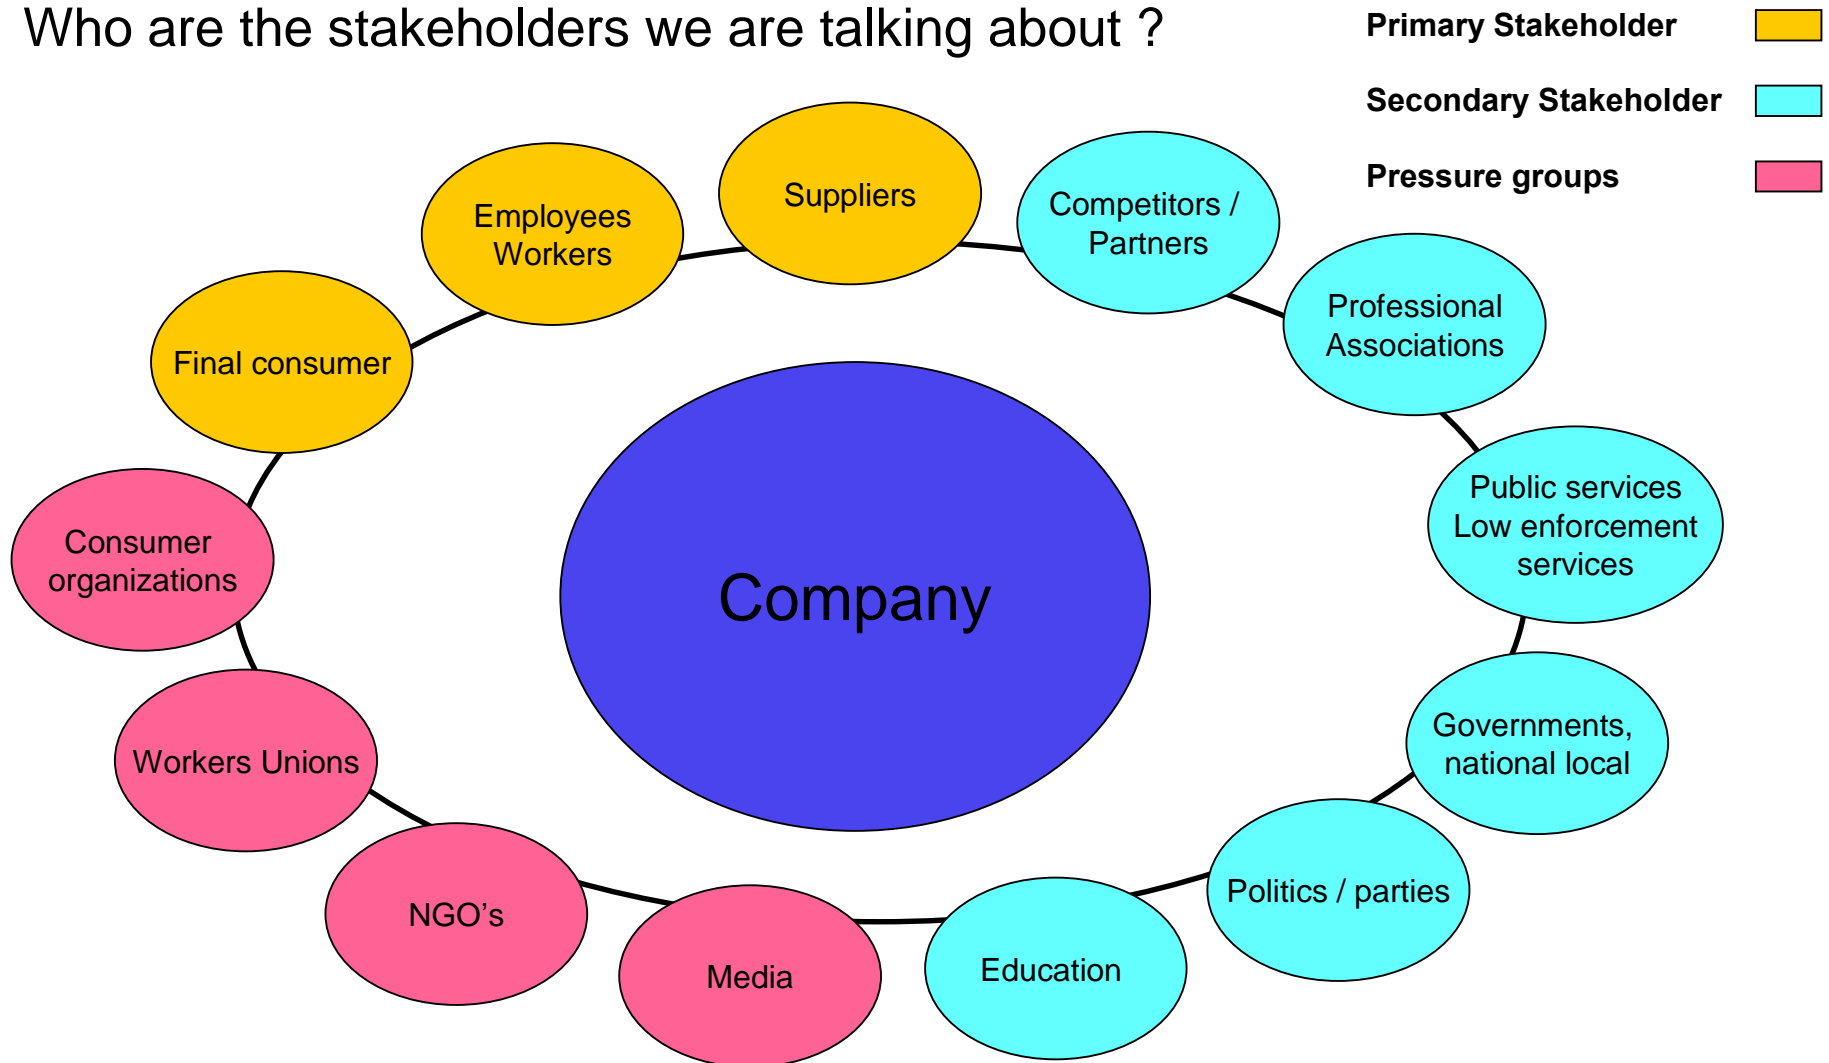 Who are the stakeholders we are talking about ?
Primary Stakeholder
Secondary Stakeholder
Pressure groups
Suppliers
Competitors /
Partners
Employees
Workers
Professional
Associations
Final consumer
Public services
Low enforcement
services
Consumer
organizations
Company
Governments,
national local
Workers Unions
Politics / parties
NGO’s
Education
Media